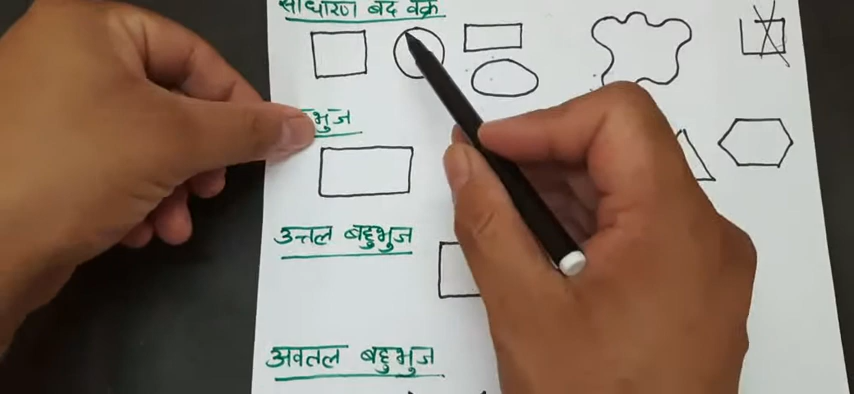 साधारण बंद वक्र
भुज
उत्तल बहुभुज
अवतल बहुभुज